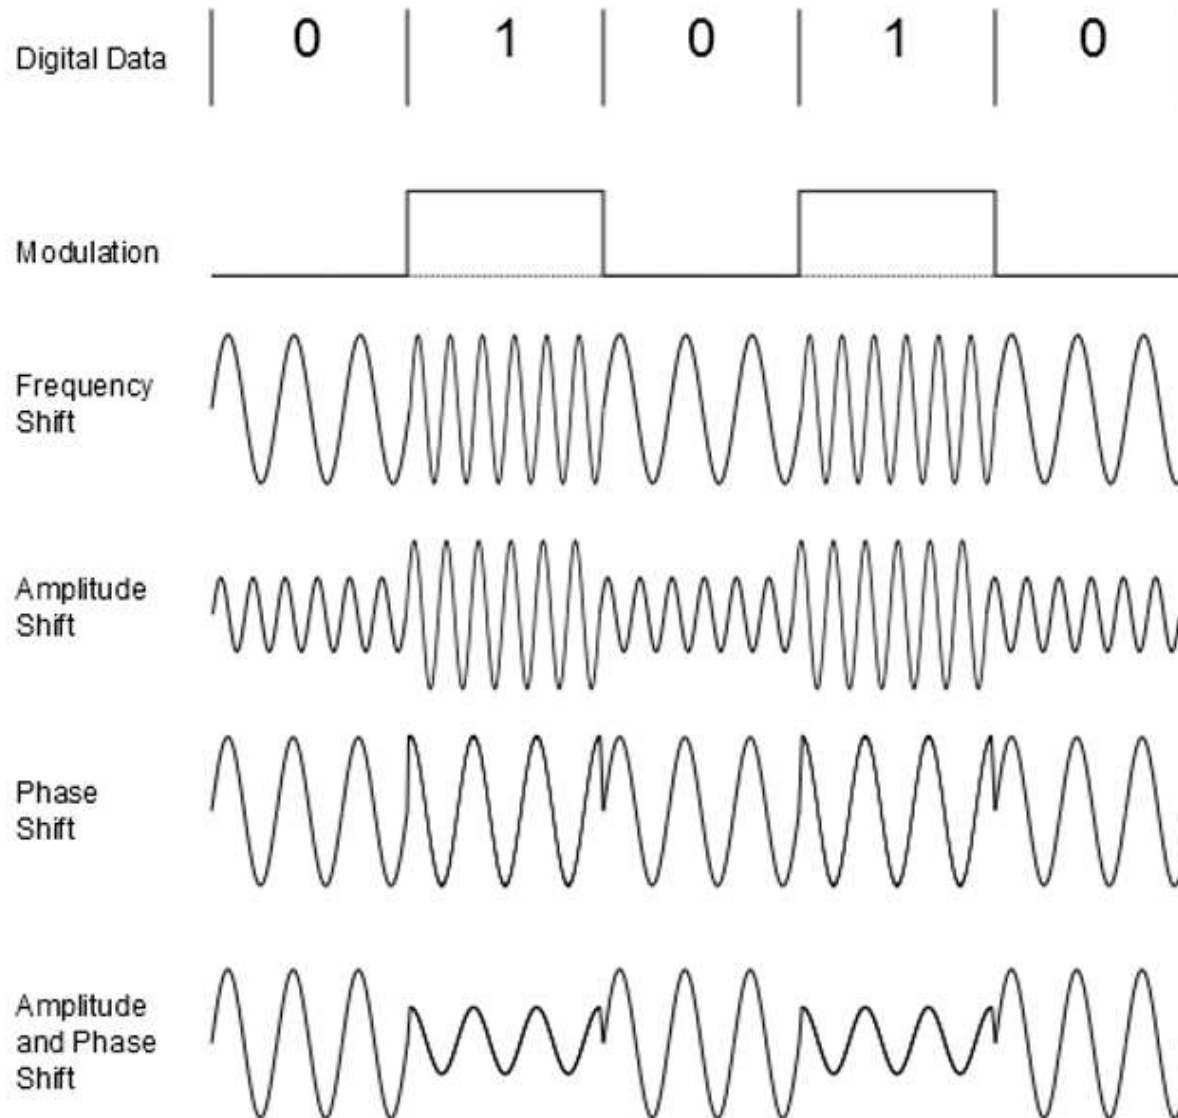 Digital Data 0 1 0 1 0
Modulation
Frequency
Shift
Amplitude
Shift
Phase
Shift
Amplitude
and Phase
Shift